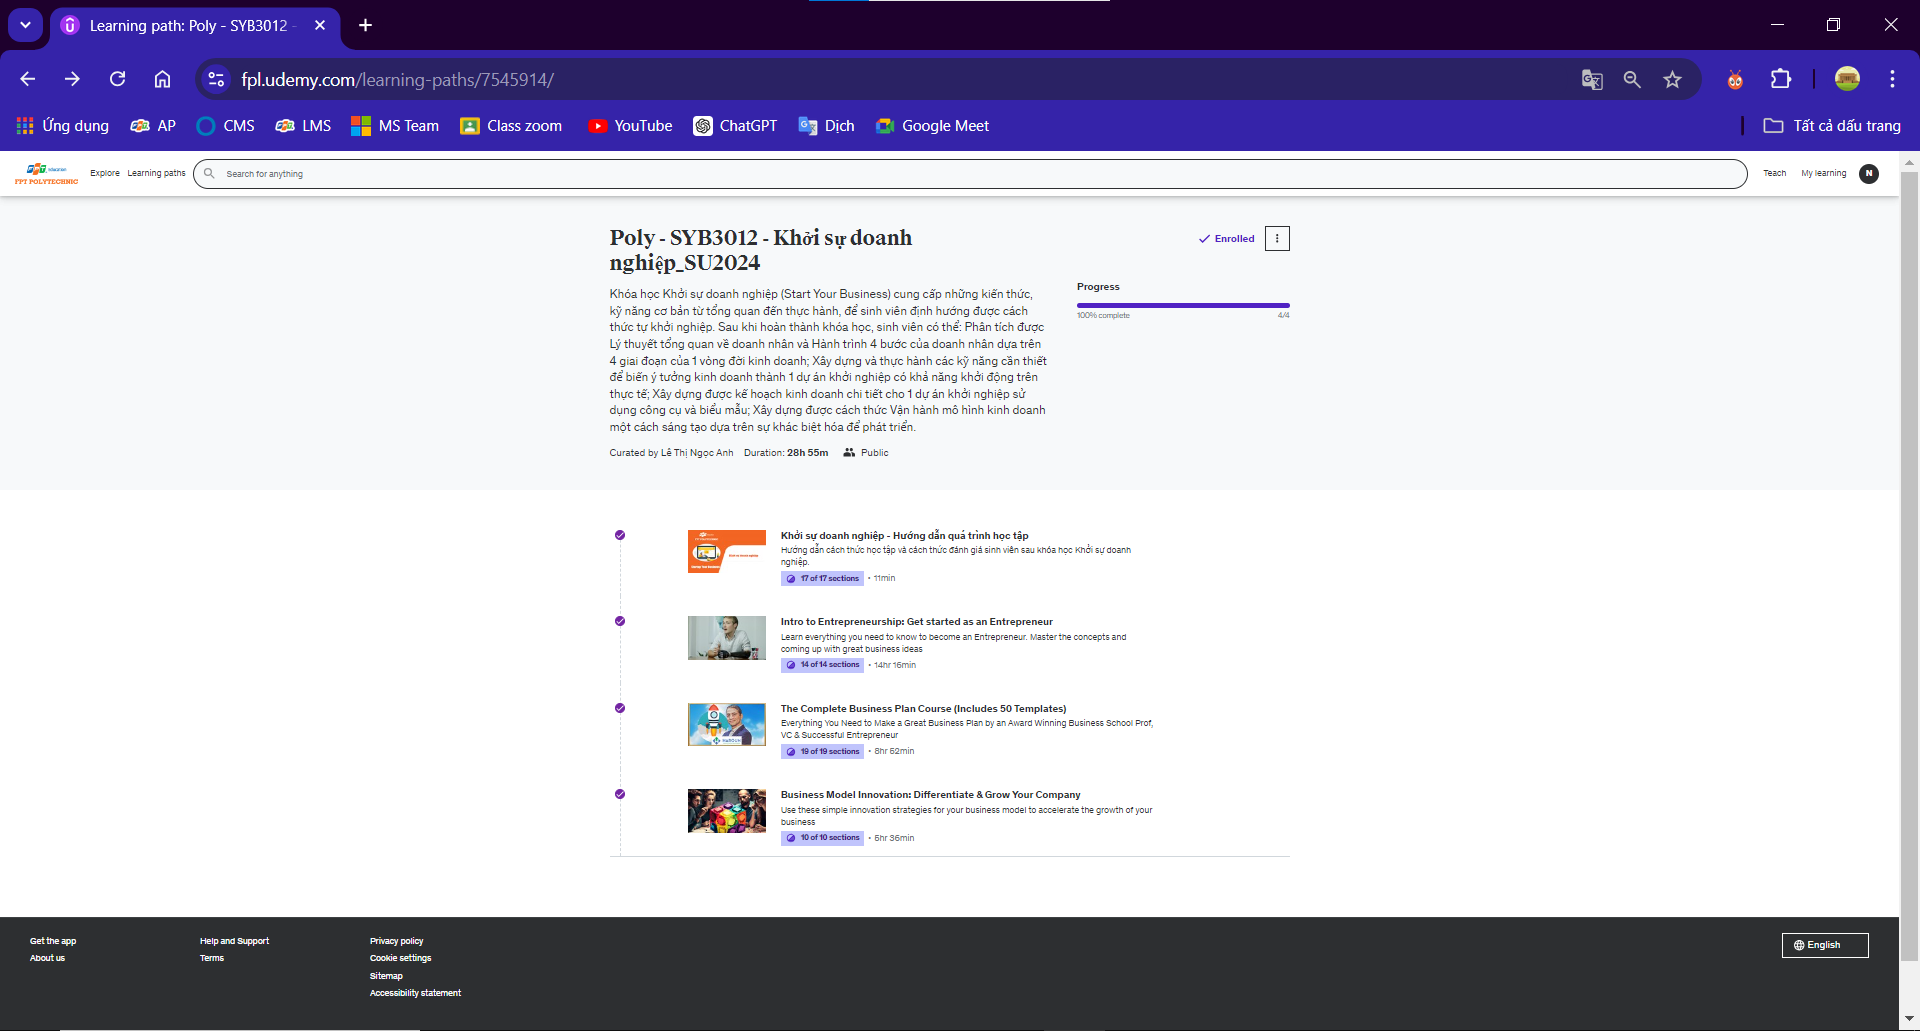 Learning path: Poly - SYB3012 -
fpl.udemy.com/learning-paths/7545914/
Ứng dụng
AP
CMS
LMS
MS Team
Class zoom
YouTube
ChatGPT
Dịch
Google Meet
Tất cả dấu trang
FPT Education
FPT POLYTECHNIC
Explore
Learning paths
Search for anything
Teach
My learning
N
Poly - SYB3012 - Khởi sự doanh
nghiệp_SU2024
Enrolled
Khóa học Khởi sự doanh nghiệp (Start Your Business) cung cấp những kiến thức,
kỹ năng cơ bản từ tổng quan đến thực hành, để sinh viên định hướng được cách
thức tự khởi nghiệp. Sau khi hoàn thành khóa học, sinh viên có thể: Phân tích được
Lý thuyết tổng quan về doanh nhân và Hành trình 4 bước của doanh nhân dựa trên
4 giai đoạn của 1 vòng đời kinh doanh; Xây dựng và thực hành các kỹ năng cần thiết
để biến ý tưởng kinh doanh thành 1 dự án khởi nghiệp có khả năng khởi động trên
thực tế; Xây dựng được kế hoạch kinh doanh chi tiết cho 1 dự án khởi nghiệp sử
dụng công cụ và biểu mẫu; Xây dựng được cách thức Vận hành mô hình kinh doanh
một cách sáng tạo dựa trên sự khác biệt hóa để phát triển.
Curated by Lê Thị Ngọc Anh Duration: 28h 55m Public
Progress
100% complete 4/4
Khởi sự doanh nghiệp - Hướng dẫn quá trình học tập
Hướng dẫn cách thức học tập và cách thức đánh giá sinh viên sau khóa học Khởi sự doanh
nghiệp.
17 of 17 sections • 11min
Intro to Entrepreneurship: Get started as an Entrepreneur
Learn everything you need to know to become an Entrepreneur. Master the concepts and
coming up with great business ideas
14 of 14 sections • 14hr 16min
The Complete Business Plan Course (Includes 50 Templates)
Everything You Need to Make a Great Business Plan by an Award Winning Business School Prof,
VC & Successful Entrepreneur
19 of 19 sections • 8hr 52min
Business Model Innovation: Differentiate & Grow Your Company
Use these simple innovation strategies for your business model to accelerate the growth of your
business
10 of 10 sections • 5hr 36min
Get the app
About us
Help and Support
Terms
Privacy policy
Cookie settings
Sitemap
Accessibility statement
English